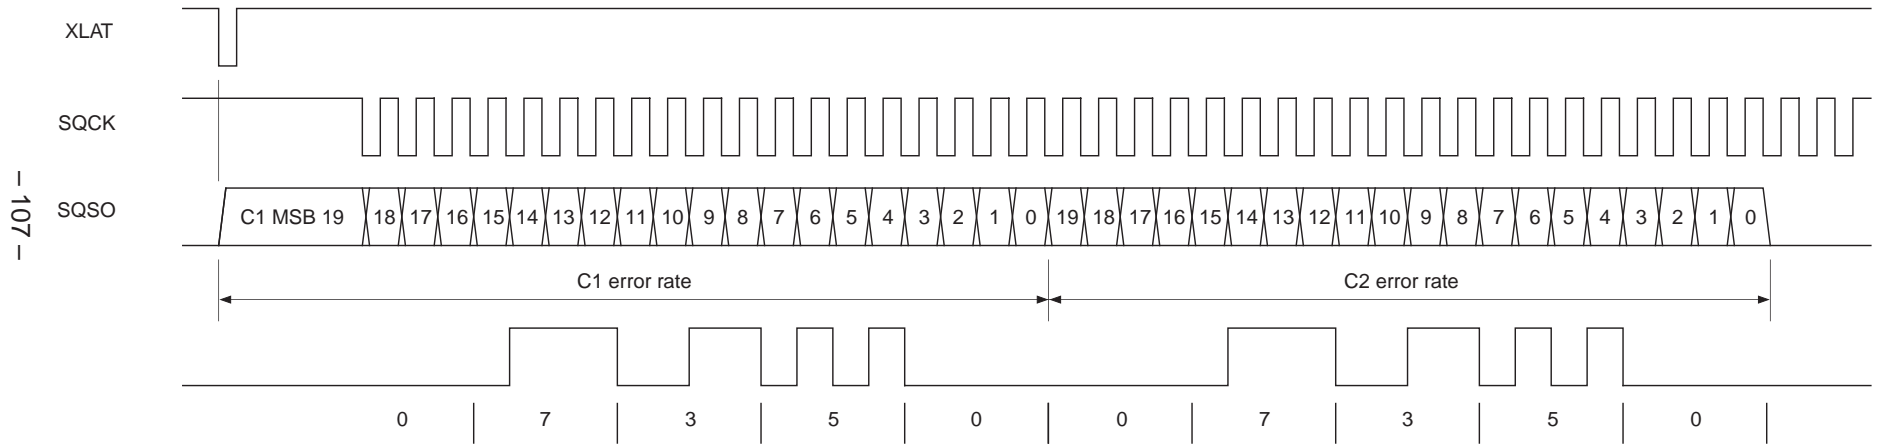 XLAT
SQCK
– 107 –
SQSO
C1 MSB 19 18 17 16 15 14 13 12 11 10 9 8 7 6 5 4 3 2 1 0 19 18 17 16 15 14 13 12 11 10 9 8 7 6 5 4 3 2 1 0
C1 error rate C2 error rate
0 7 3 5 0 0 7 3 5 0